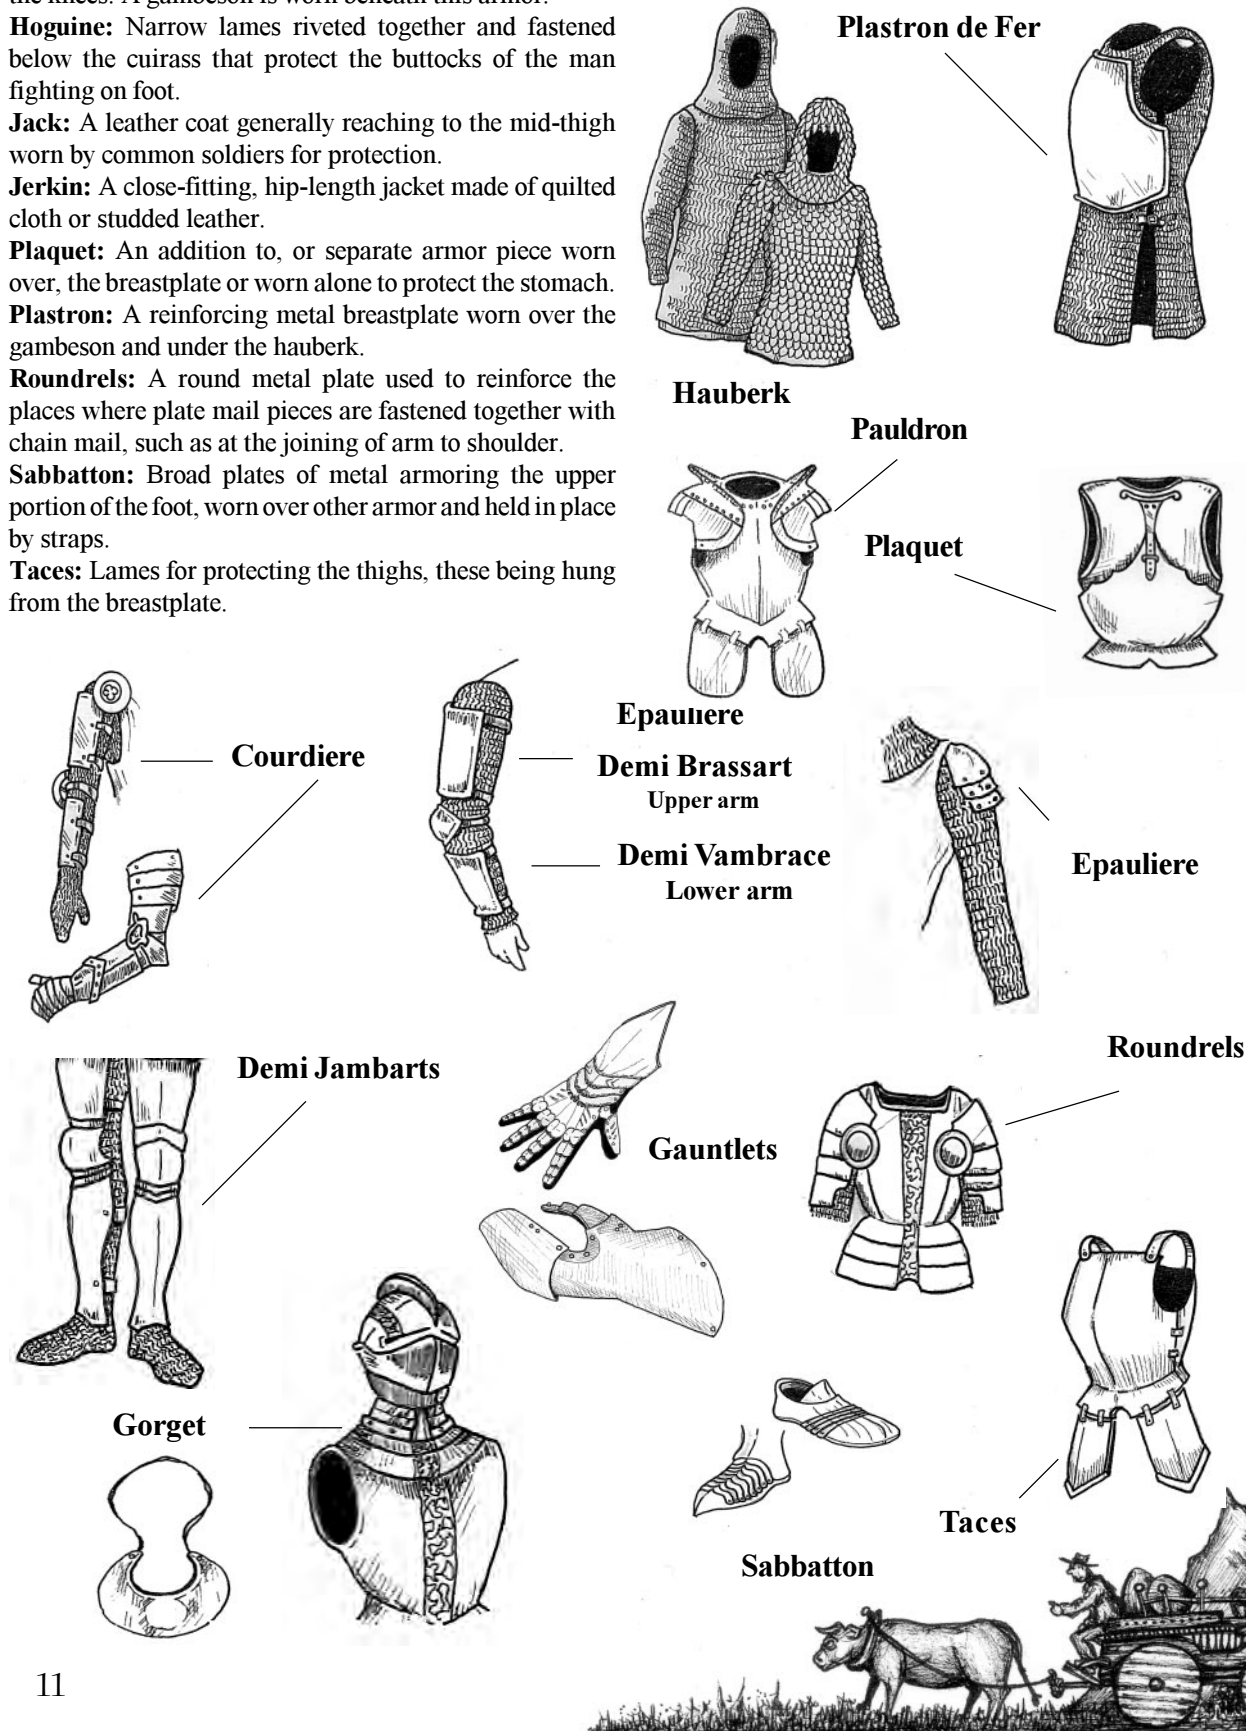 the knees. A gambeson is worn beneath this armor.
Hoguine: Narrow lames riveted together and fastened
below the cuirass that protect the buttocks of the man
fighting on foot.
Jack: A leather coat generally reaching to the mid-thigh
worn by common soldiers for protection.
Jerkin: A close-fitting, hip-length jacket made of quilted
cloth or studded leather.
Plaquet: An addition to, or separate armor piece worn
over, the breastplate or worn alone to protect the stomach.
Plastron: A reinforcing metal breastplate worn over the
gambeson and under the hauberk.
Roundrels: A round metal plate used to reinforce the
places where plate mail pieces are fastened together with
chain mail, such as at the joining of arm to shoulder.
Sabbatton: Broad plates of metal armoring the upper
portion of the foot, worn over other armor and held in place
by straps.
Taces: Lames for protecting the thighs, these being hung
from the breastplate.
Plastron de Fer
Hauberk
Pauldron
Plaquet
Courdiere
Epauliere
Demi Brassart
Upper arm
Demi Vambrace
Lower arm
Epauliere
Demi Jambarts
Gauntlets
Roundrels
Gorget
Taces
Sabbatton
11